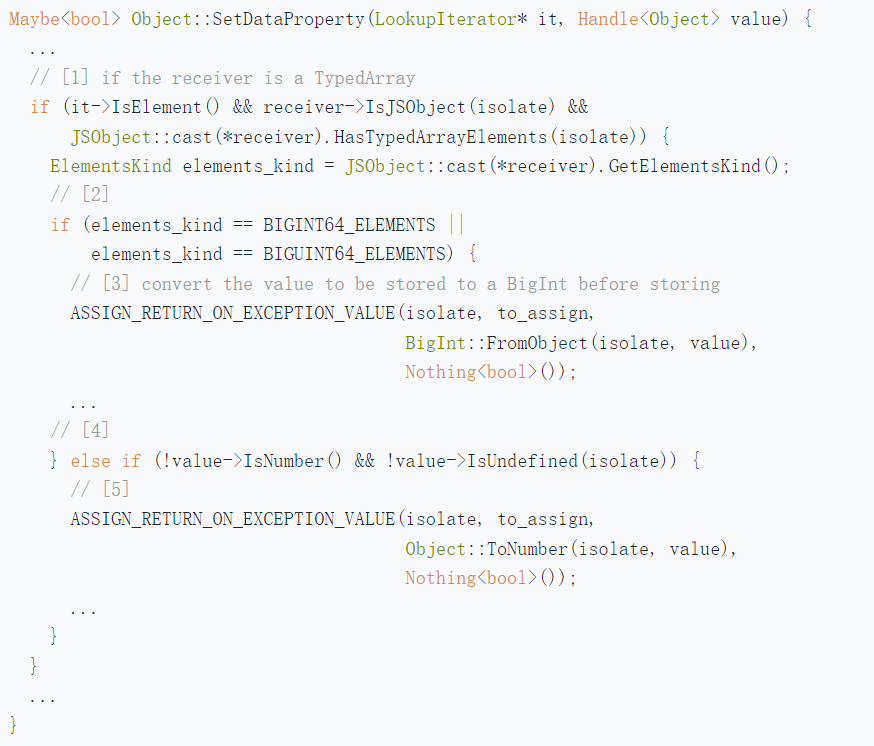 Maybe<bool> Object::SetDataProperty(LookupIterator* it, Handle<Object> value) {
  ...
  // [1] if the receiver is a TypedArray
  if (it->IsElement() && receiver->IsJSObject(isolate) &&
      JSObject::cast(*receiver).HasTypedArrayElements(isolate)) {
    ElementsKind elements_kind = JSObject::cast(*receiver).GetElementsKind();
    // [2]
    if (elements_kind == BIGINT64_ELEMENTS ||
        elements_kind == BIGUINT64_ELEMENTS) {
      // [3] convert the value to be stored to a BigInt before storing
      ASSIGN_RETURN_ON_EXCEPTION_VALUE(isolate, to_assign,
                                       BigInt::FromObject(isolate, value),
                                       Nothing<bool>());
      ...
    // [4]
    } else if (!value->IsNumber() && !value->IsUndefined(isolate)) {
      // [5]
      ASSIGN_RETURN_ON_EXCEPTION_VALUE(isolate, to_assign,
                                       Object::ToNumber(isolate, value),
                                       Nothing<bool>());
      ...
    }
  }
  ...
}